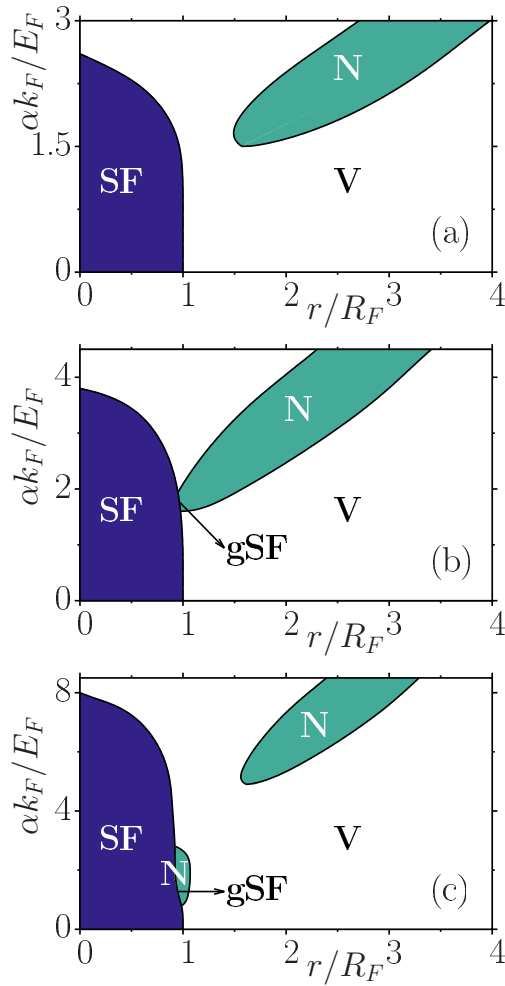 αk_F/E_F
3
1.5
0
SF
N
V
(a)
0 1 2 3 4
r/R_F
αk_F/E_F
4
2
0
SF
N
V
gSF
(b)
0 1 2 3 4
r/R_F
αk_F/E_F
8
4
0
SF
N
N
V
gSF
(c)
0 1 2 3 4
r/R_F